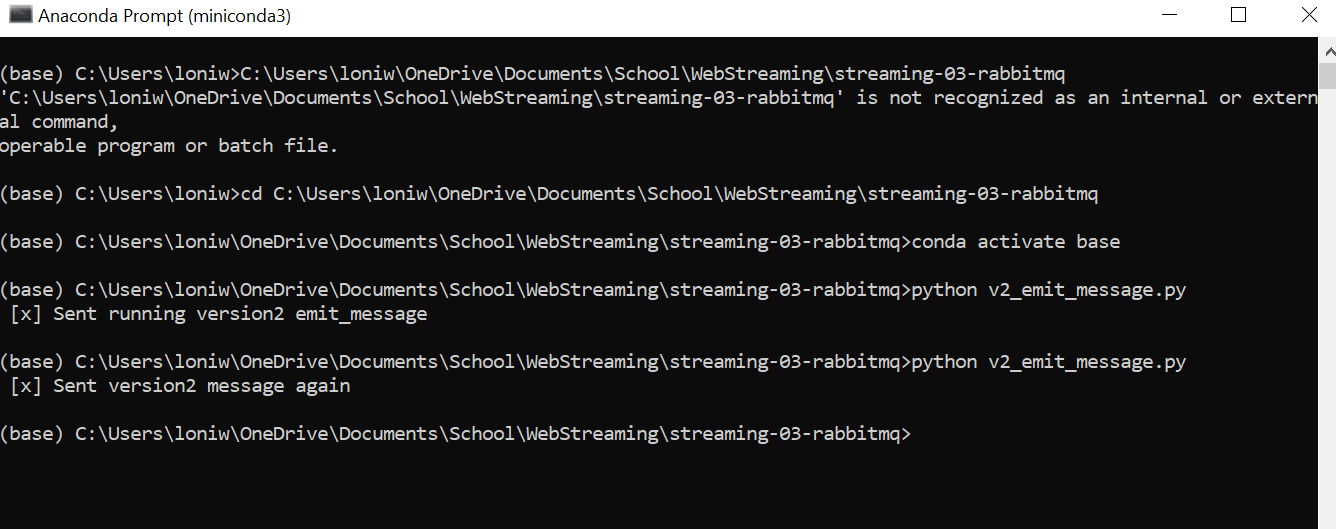 Anaconda Prompt (miniconda3)
(base) C:\Users\loniw>C:\Users\loniw\OneDrive\Documents\School\WebStreaming\streaming-03-rabbitmq
'C:\Users\loniw\OneDrive\Documents\School\WebStreaming\streaming-03-rabbitmq' is not recognized as an internal or extern
al command,
operable program or batch file.
(base) C:\Users\loniw>cd C:\Users\loniw\OneDrive\Documents\School\WebStreaming\streaming-03-rabbitmq
(base) C:\Users\loniw\OneDrive\Documents\School\WebStreaming\streaming-03-rabbitmq>conda activate base
(base) C:\Users\loniw\OneDrive\Documents\School\WebStreaming\streaming-03-rabbitmq>python v2_emit_message.py
 [x] Sent running version2 emit_message
(base) C:\Users\loniw\OneDrive\Documents\School\WebStreaming\streaming-03-rabbitmq>python v2_emit_message.py
 [x] Sent version2 message again
(base) C:\Users\loniw\OneDrive\Documents\School\WebStreaming\streaming-03-rabbitmq>